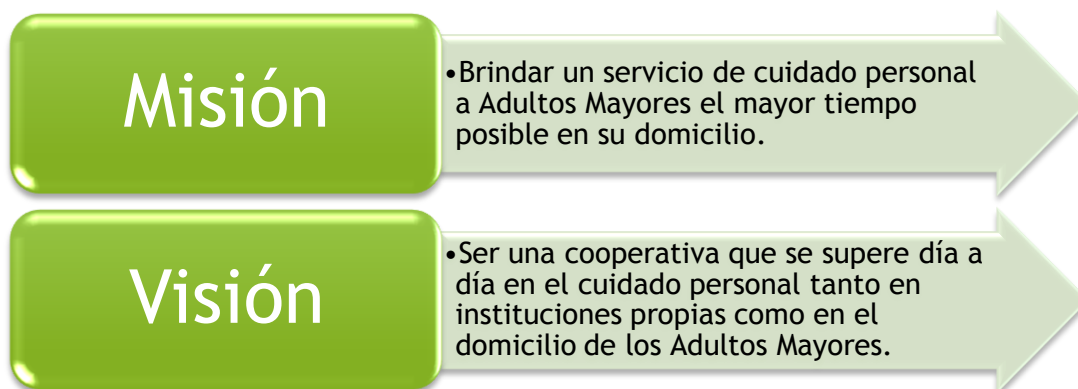 Misión
•Brindar un servicio de cuidado personal
a Adultos Mayores el mayor tiempo
posible en su domicilio.
Visión
•Ser una cooperativa que se supere día a
día en el cuidado personal tanto en
instituciones propias como en el
domicilio de los Adultos Mayores.